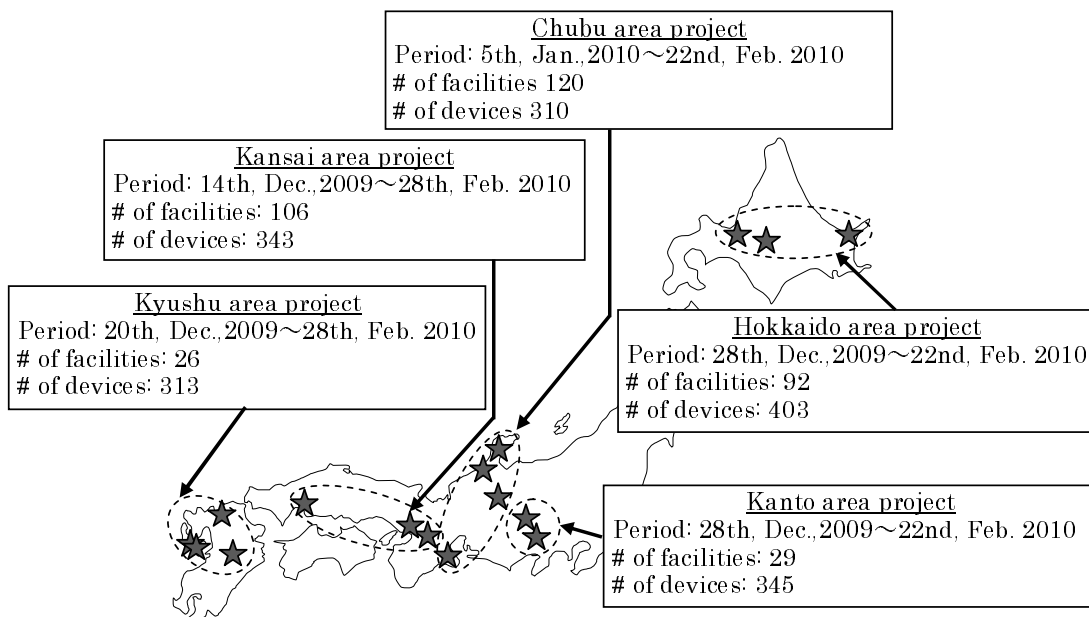 Chubu area project
Period: 5th, Jan.,2010～22nd, Feb. 2010
# of facilities 120
# of devices 310
Kansai area project
Period: 14th, Dec.,2009～28th, Feb. 2010
# of facilities: 106
# of devices: 343
Kyushu area project
Period: 20th, Dec.,2009～28th, Feb. 2010
# of facilities: 26
# of devices: 313
Hokkaido area project
Period: 28th, Dec.,2009～22nd, Feb. 2010
# of facilities: 92
# of devices: 403
Kanto area project
Period: 28th, Dec.,2009～22nd, Feb. 2010
# of facilities: 29
# of devices: 345